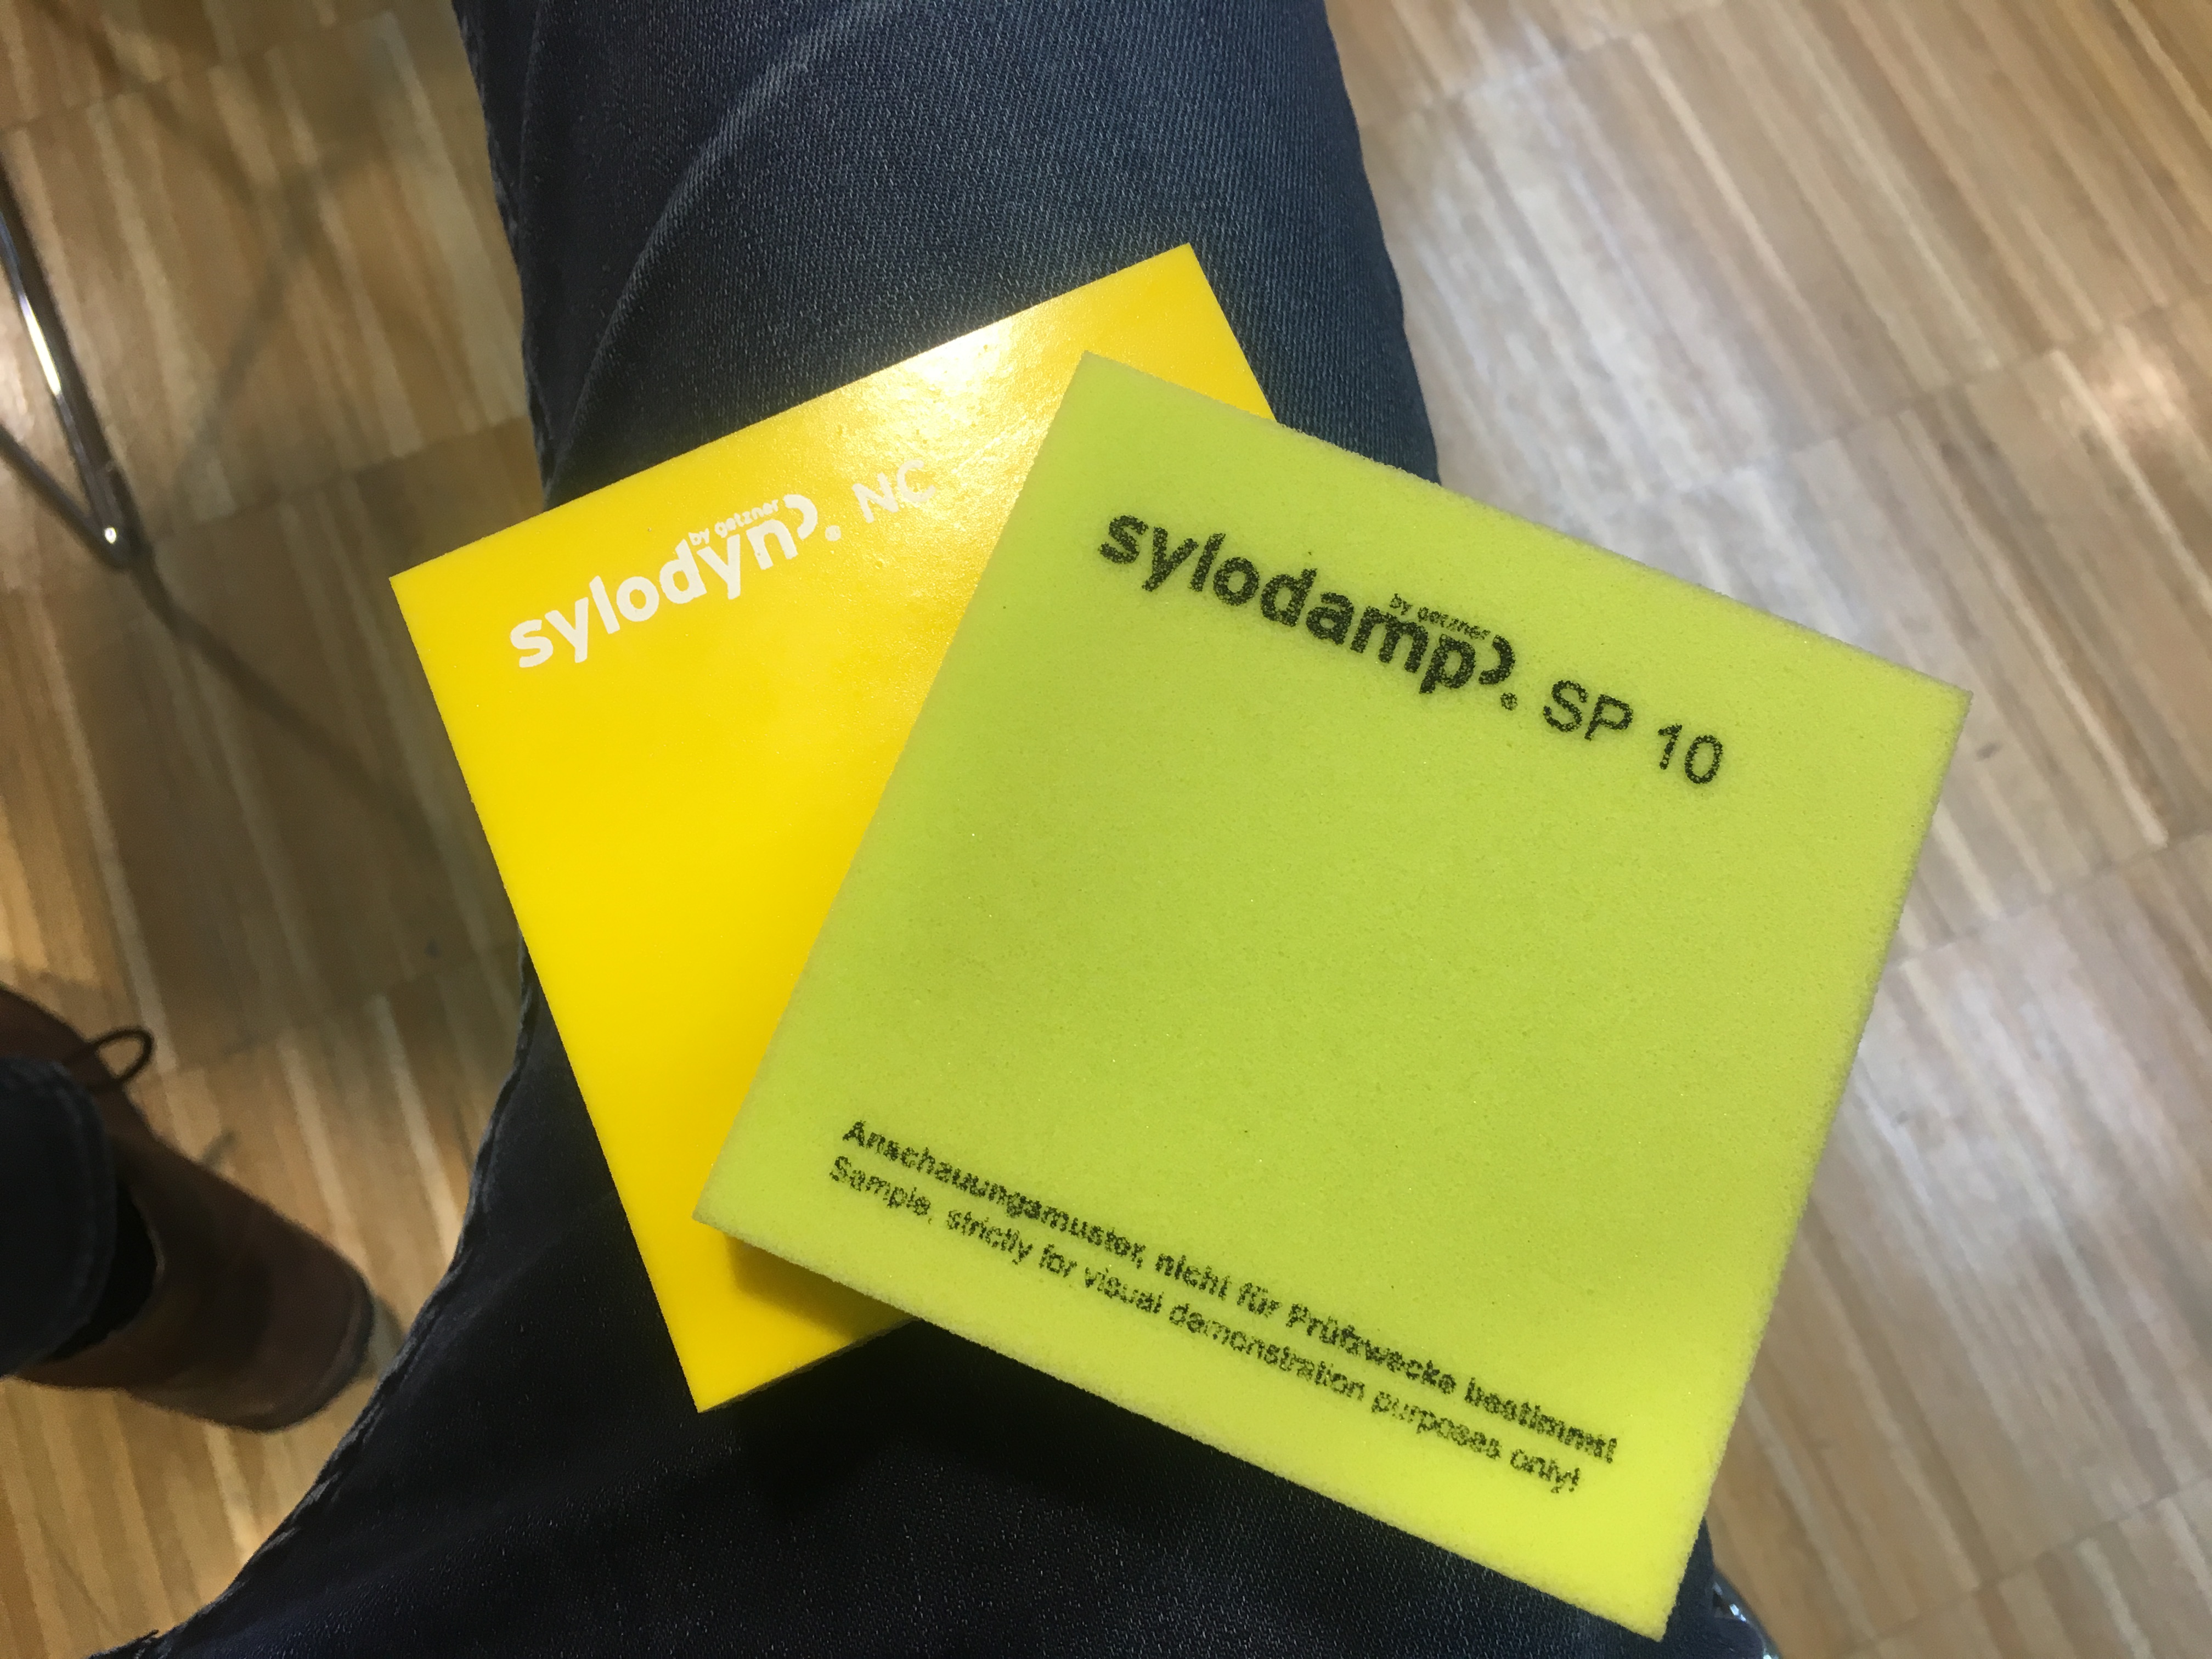 sylodyn® NC
by getzner
sylodamp® SP 10
by getzner
Anschauungsmuster, nicht für Prüfzwecke bestimmt!
Sample, strictly for visual demonstration purposes only!